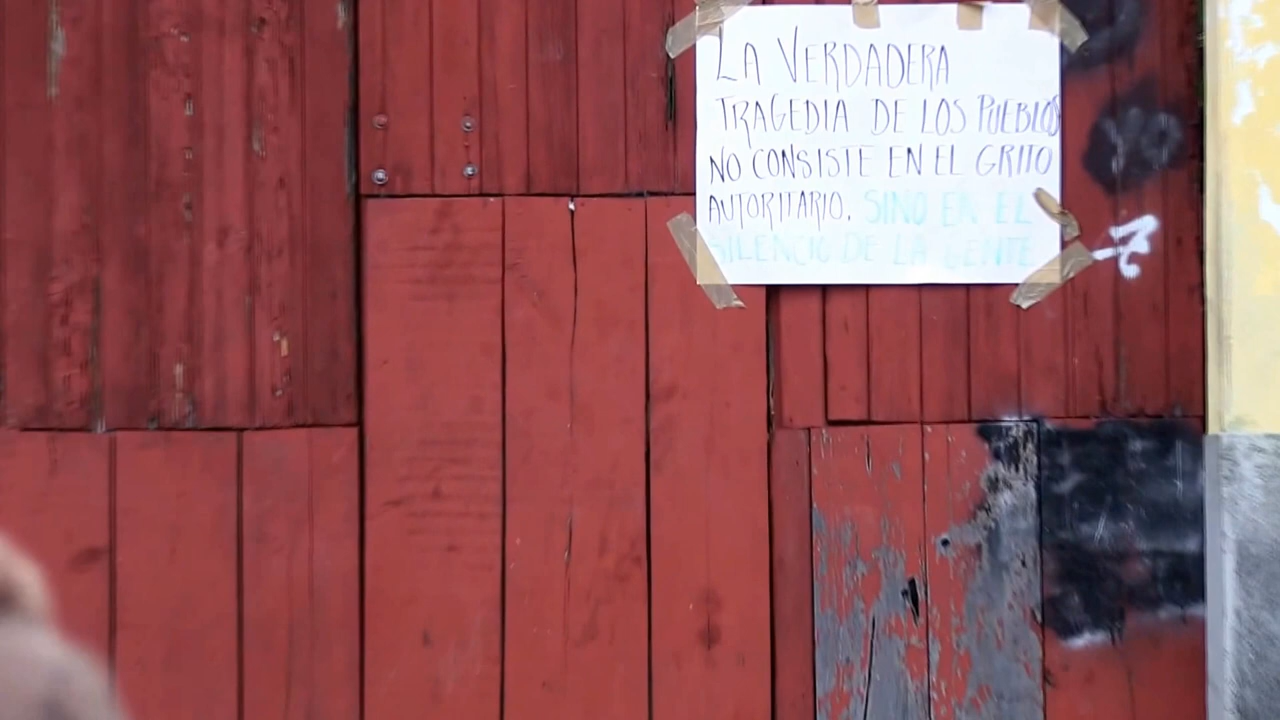 LA VERDADERA
TRAGEDIA DE LOS PUEBLOS
NO CONSISTE EN EL GRITO
AUTORITARIO. SINO EN EL
SILENCIO DE LA GENTE